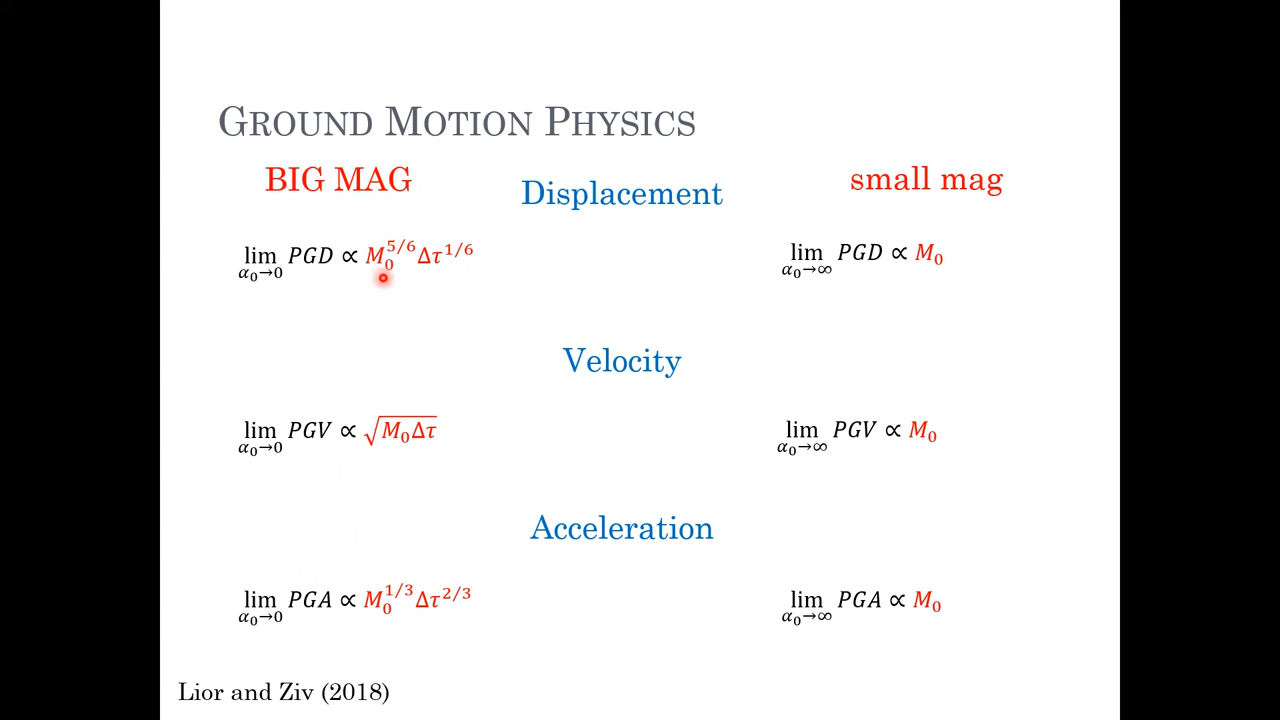 GROUND MOTION PHYSICS
BIG MAG
Displacement
small mag
lim α₀→0 PGD ∝ M₀^5/6 Δτ^1/6
lim α₀→∞ PGD ∝ M₀
Velocity
lim α₀→0 PGV ∝ √M₀Δτ
lim α₀→∞ PGV ∝ M₀
Acceleration
lim α₀→0 PGA ∝ M₀^1/3 Δτ^2/3
lim α₀→∞ PGA ∝ M₀
Lior and Ziv (2018)